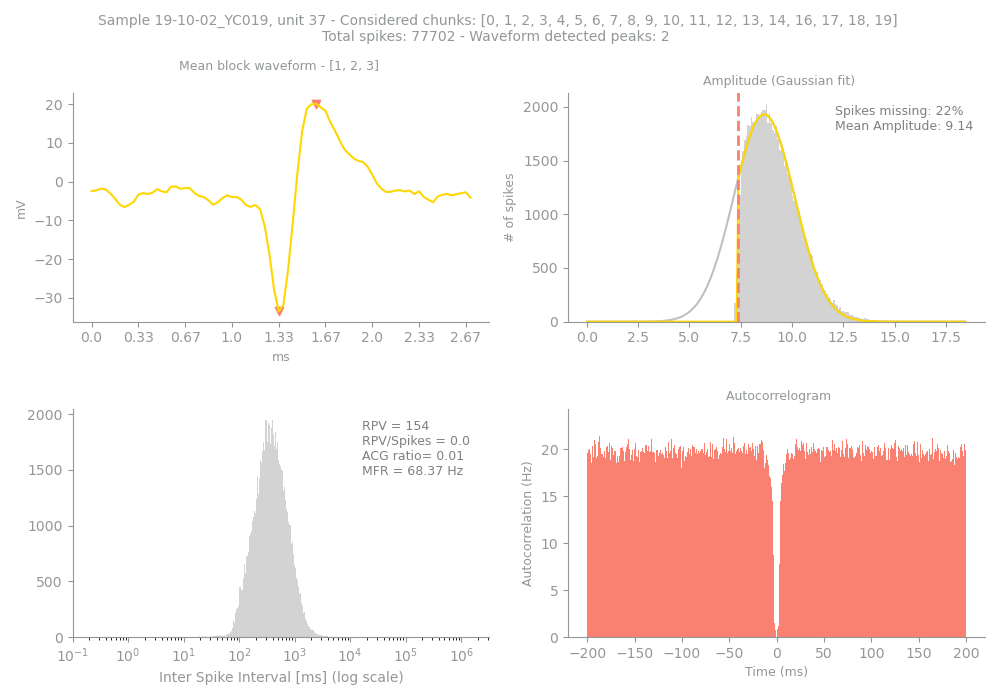 Sample 19-10-02_YC019, unit 37 - Considered chunks: [0, 1, 2, 3, 4, 5, 6, 7, 8, 9, 10, 11, 12, 13, 14, 15, 16, 17, 18, 19]
Total spikes: 77702 - Waveform detected peaks: 2
Mean block waveform - [1, 2, 3]
20
10
0
−10
−20
−30
mV
0.0 0.33 0.67 1.0 1.33 1.67 2.0 2.33 2.67
ms
Amplitude (Gaussian fit)
Spikes missing: 22%
Mean Amplitude: 9.14
2000
1500
1000
500
0
# of spikes
0.0 2.5 5.0 7.5 10.0 12.5 15.0 17.5
2000
1500
1000
500
0
RPV = 154
RPV/Spikes = 0.0
ACG ratio= 0.01
MFR = 68.37 Hz
10⁻¹ 10⁰ 10¹ 10² 10³ 10⁴ 10⁵ 10⁶
Inter Spike Interval [ms] (log scale)
Autocorrelogram
20
15
10
5
0
Autocorrelation (Hz)
−200 −150 −100 −50 0 50 100 150 200
Time (ms)